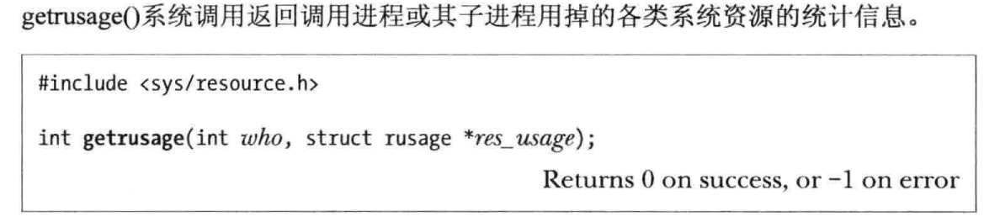 getrusage()系统调用返回调用进程或其子进程用掉的各类系统资源的统计信息。
#include <sys/resource.h>
int getrusage(int who, struct rusage *res_usage);
Returns 0 on success, or −1 on error